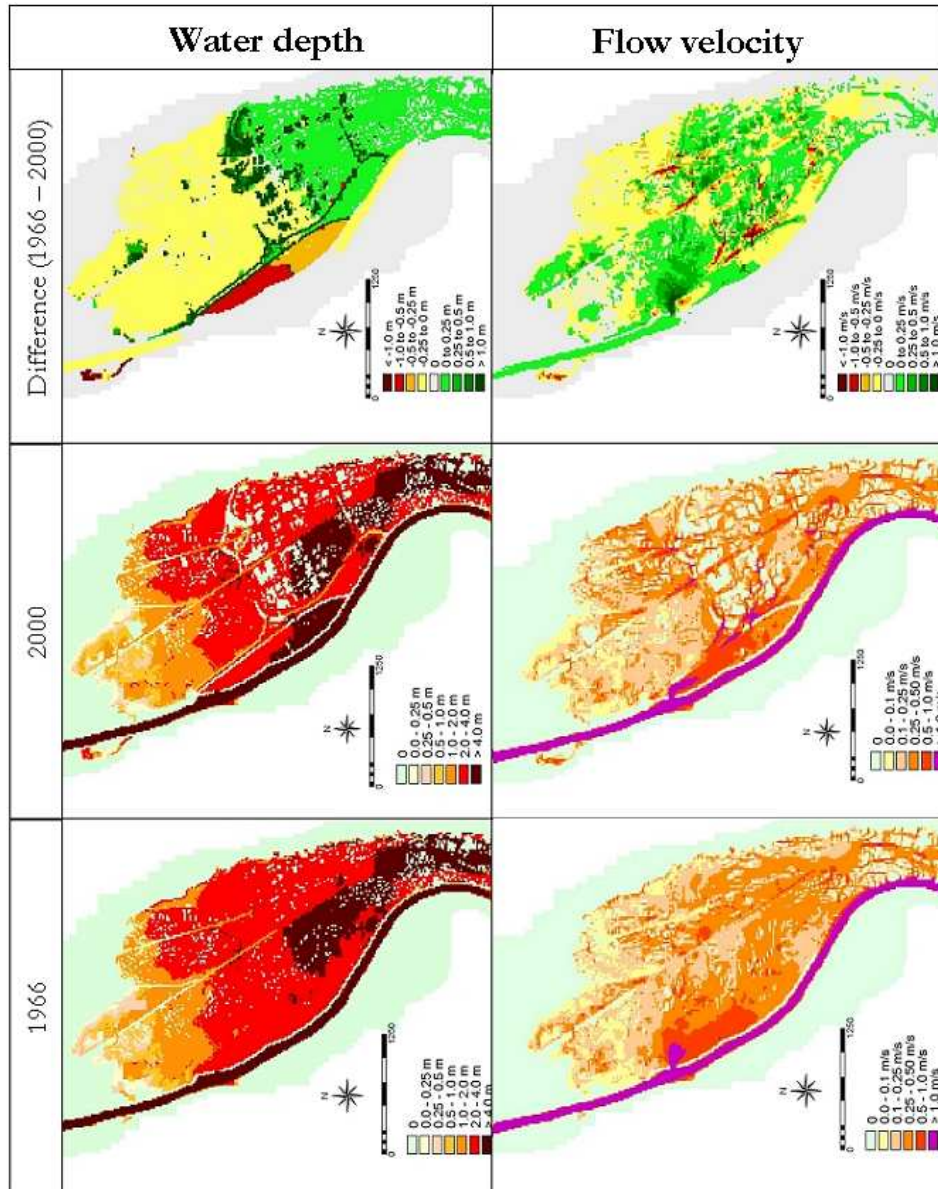 Water depth
Flow velocity
Difference (1966 – 2000)
N
0
1250
< -1.0 m
-1.0 to -0.5 m
-0.5 to -0.25 m
-0.25 to 0 m
0
0 to 0.25 m
0.25 to 0.5 m
0.5 to 1.0 m
> 1.0 m
N
0
1250
< -1.0 m/s
-1.0 to -0.5 m/s
-0.5 to -0.25 m/s
-0.25 to 0 m/s
0
0 to 0.25 m/s
0.25 to 0.5 m/s
0.5 to 1.0 m/s
> 1.0 m/s
2000
N
0
1250
0
0.0 - 0.25 m
0.25 - 0.5 m
0.5 - 1.0 m
1.0 - 2.0 m
2.0 - 4.0 m
> 4.0 m
N
0
1250
0
0.0 - 0.1 m/s
0.1 - 0.25 m/s
0.25 - 0.50 m/s
0.5 - 1.0 m/s
> 1.0 m/s
1966
N
0
1250
0
0.0 - 0.25 m
0.25 - 0.5 m
0.5 - 1.0 m
1.0 - 2.0 m
2.0 - 4.0 m
> 4.0 m
N
0
1250
0
0.0 - 0.1 m/s
0.1 - 0.25 m/s
0.25 - 0.50 m/s
0.5 - 1.0 m/s
> 1.0 m/s